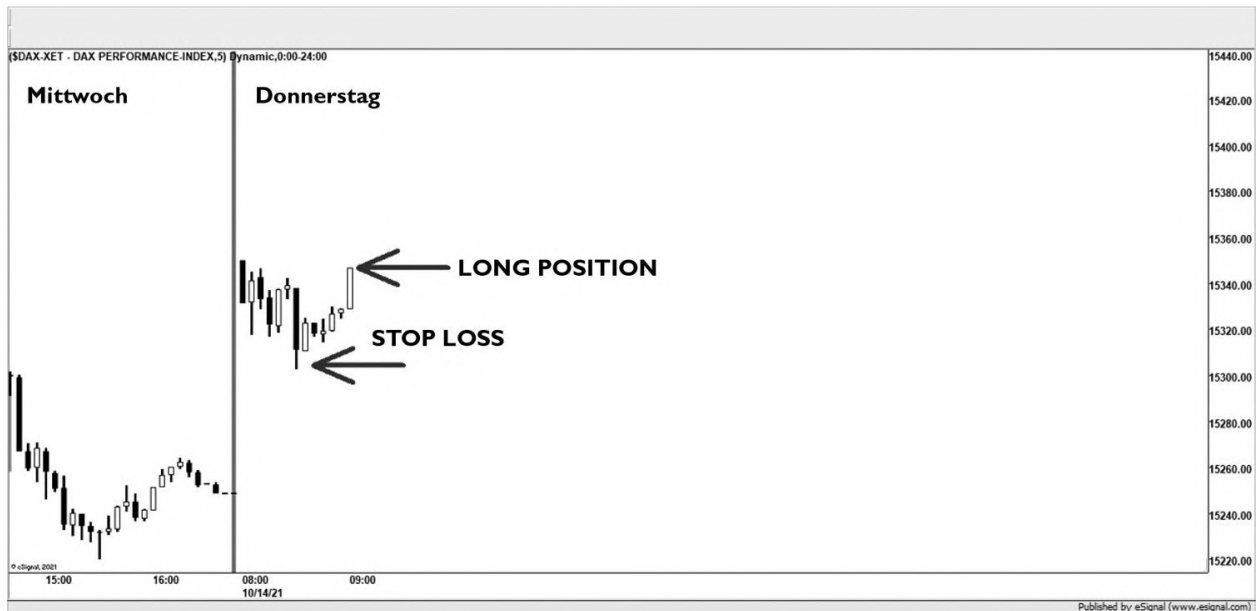 ($DAX-XET - DAX PERFORMANCE-INDEX,5) Dynamic,0:00-24:00
Mittwoch
Donnerstag
15440.00
15420.00
15400.00
15380.00
15360.00
15340.00
15320.00
15300.00
15280.00
15260.00
15240.00
15220.00
LONG POSITION
STOP LOSS
© eSignal, 2021
15:00
16:00
08:00
09:00
10/14/21
Published by eSignal (www.esignal.com)